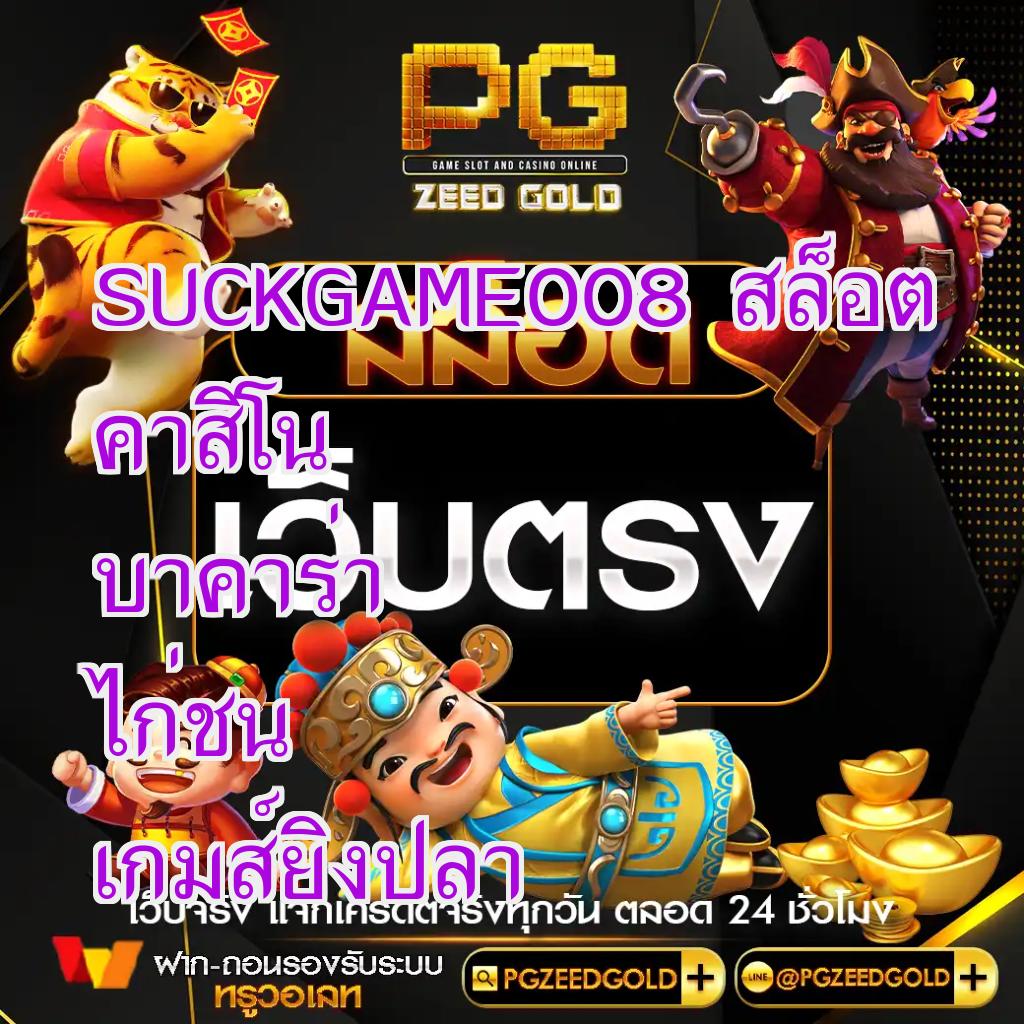 PG
GAME SLOT AND CASINO ONLINE
ZEED GOLD
SUCKGAME008 สล็อต
สล็อต
คาสิโน
เว็บตรง
บาคาร่า
ไก่ชน
เกมส์ยิงปลา
เว็บจริง แจกเครดิตจริงทุกวัน ตลอด 24 ชั่วโมง
ฝาก-ถอนรองรับระบบ
ทรูวอเลท
PGZEEDGOLD +
LINE @PGZEEDGOLD +